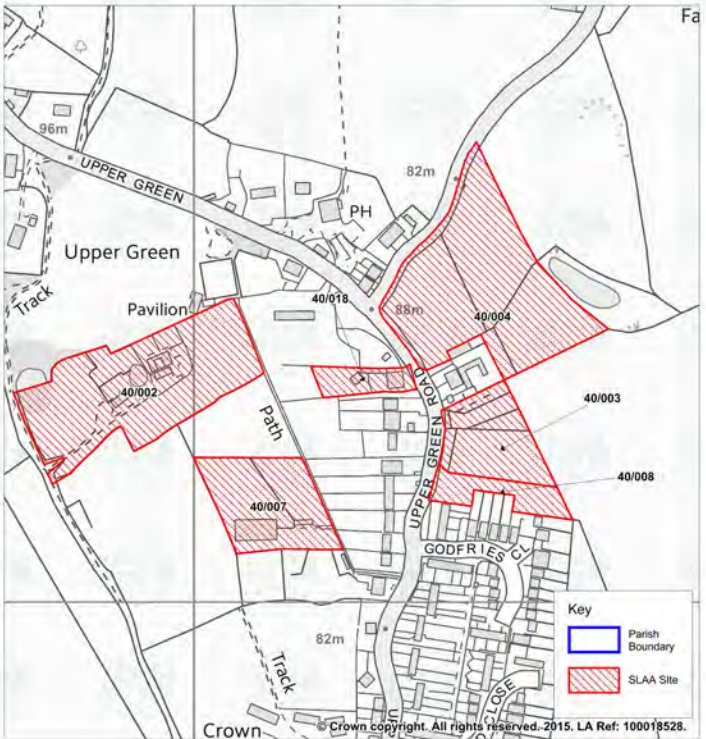 Fa
96m
UPPER GREEN
82m
PH
Upper Green
Track
Pavilion
40/018
88m
40/004
40/002
UPPER GREEN ROAD
40/003
Path
40/008
40/007
GODFRIES CL
Key
Parish
Boundary
82m
SLAA Site
Track
CLOSE
Crown
© Crown copyright. All rights reserved. 2015. LA Ref: 100018528.